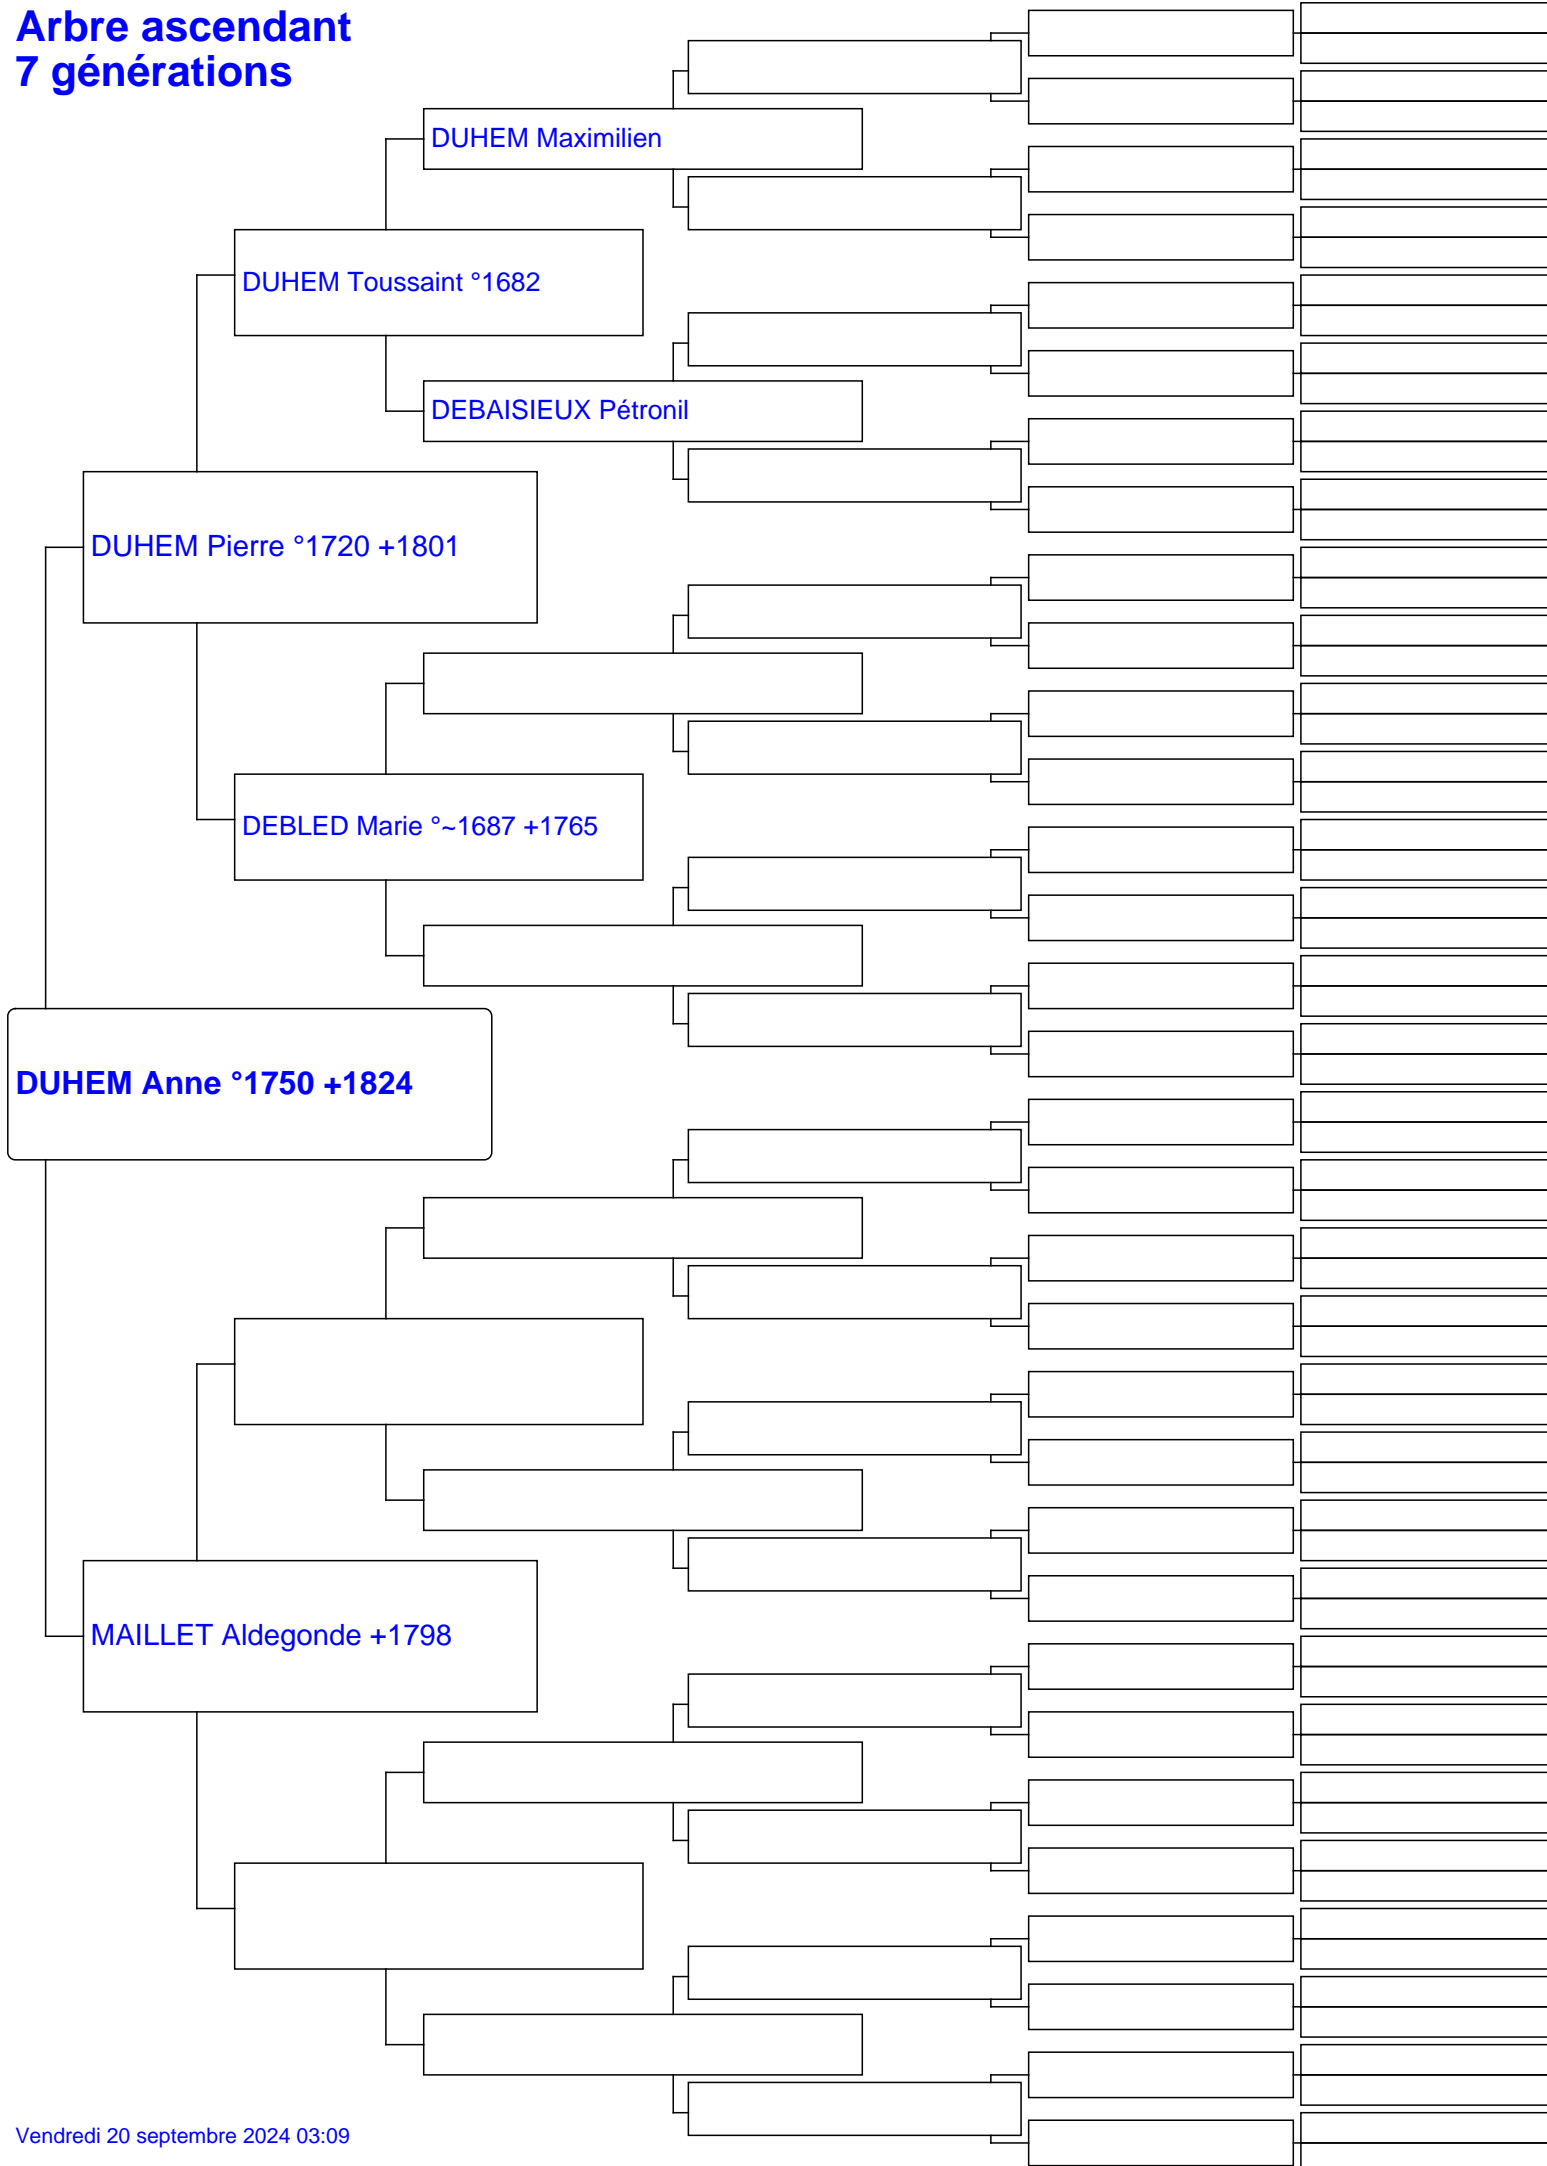 Arbre ascendant
7 générations
DUHEM Maximilien
DUHEM Toussaint °1682
DEBAISIEUX Pétronil
DUHEM Pierre °1720 +1801
DEBLED Marie °~1687 +1765
DUHEM Anne °1750 +1824
MAILLET Aldegonde +1798
Vendredi 20 septembre 2024 03:09